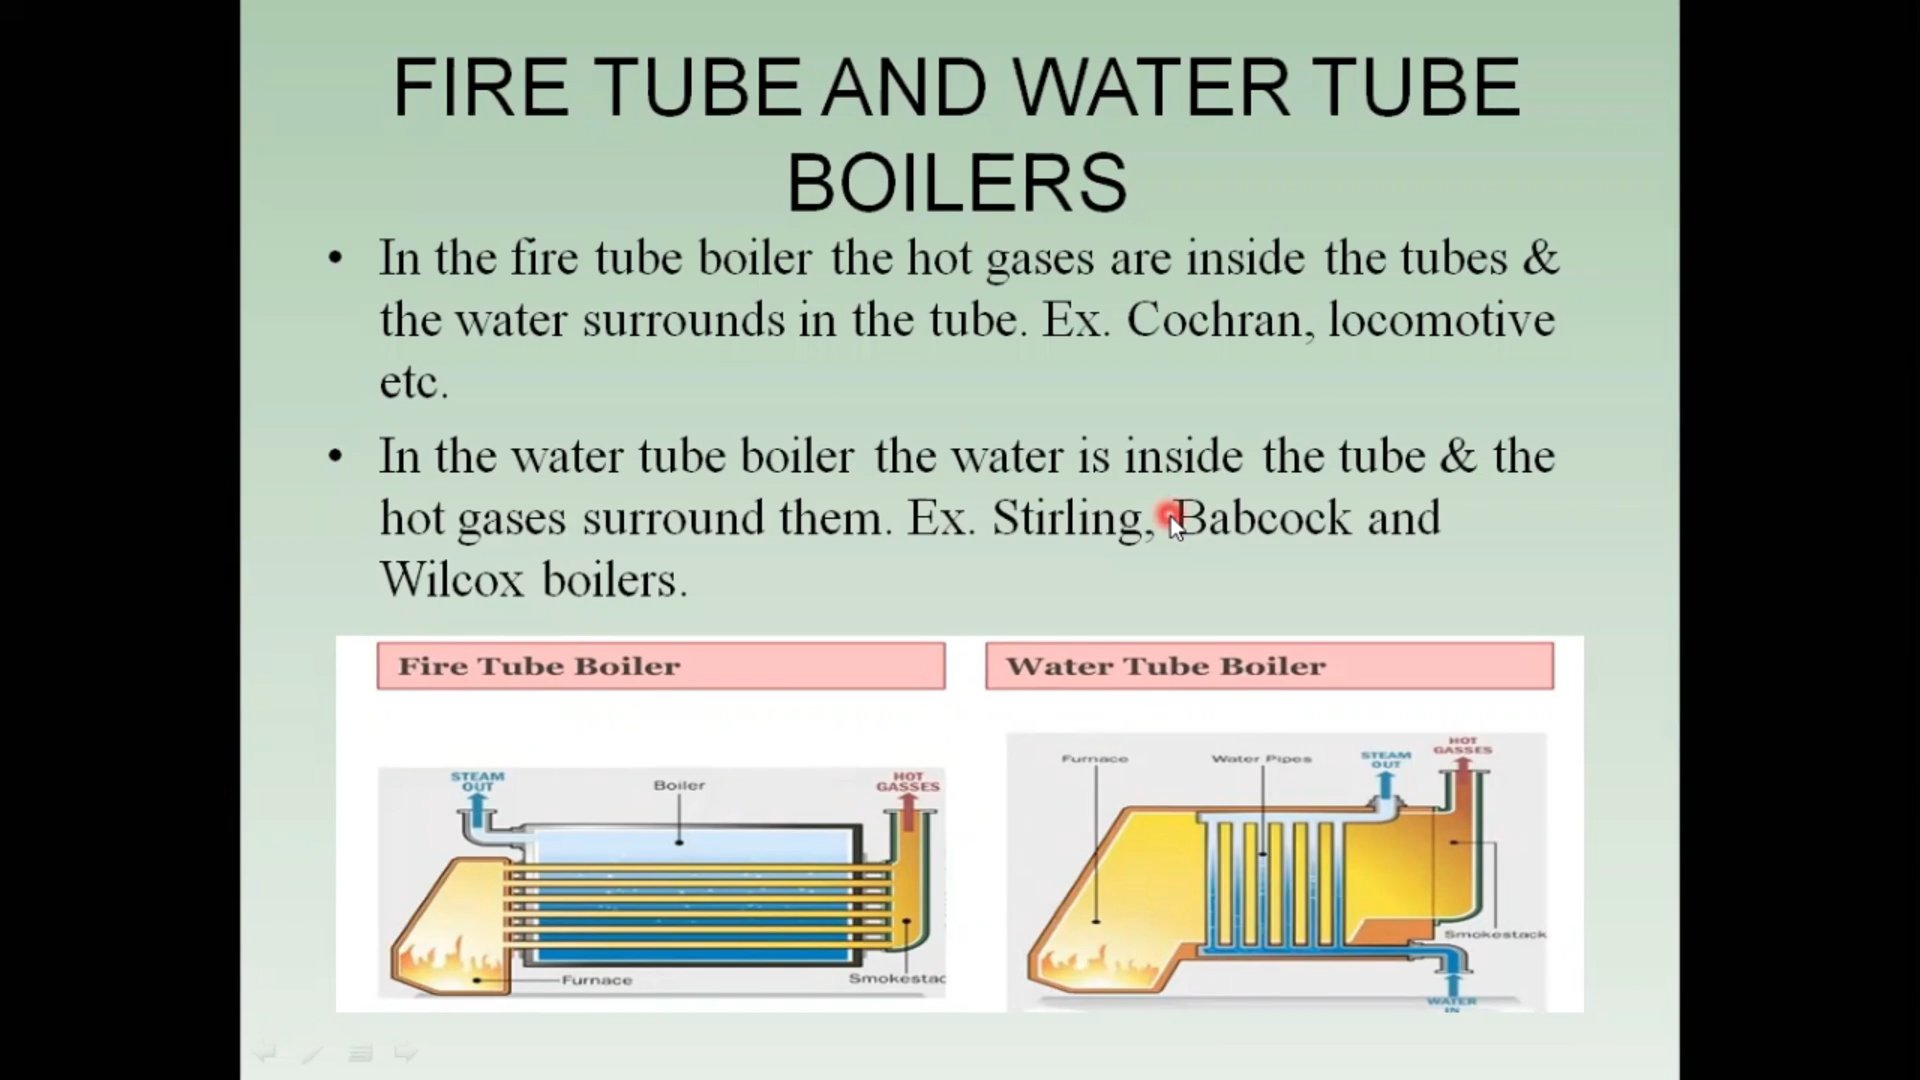 FIRE TUBE AND WATER TUBE
BOILERS
• In the fire tube boiler the hot gases are inside the tubes &
the water surrounds in the tube. Ex. Cochran, locomotive
etc.
• In the water tube boiler the water is inside the tube & the
hot gases surround them. Ex. Stirling, Babcock and
Wilcox boilers.
Fire Tube Boiler
STEAM
OUT
Boiler
HOT
GASSES
Furnace
Smokestac
Water Tube Boiler
Furnace
Water Pipes
STEAM
OUT
HOT
GASSES
Smokestack
WATER
IN